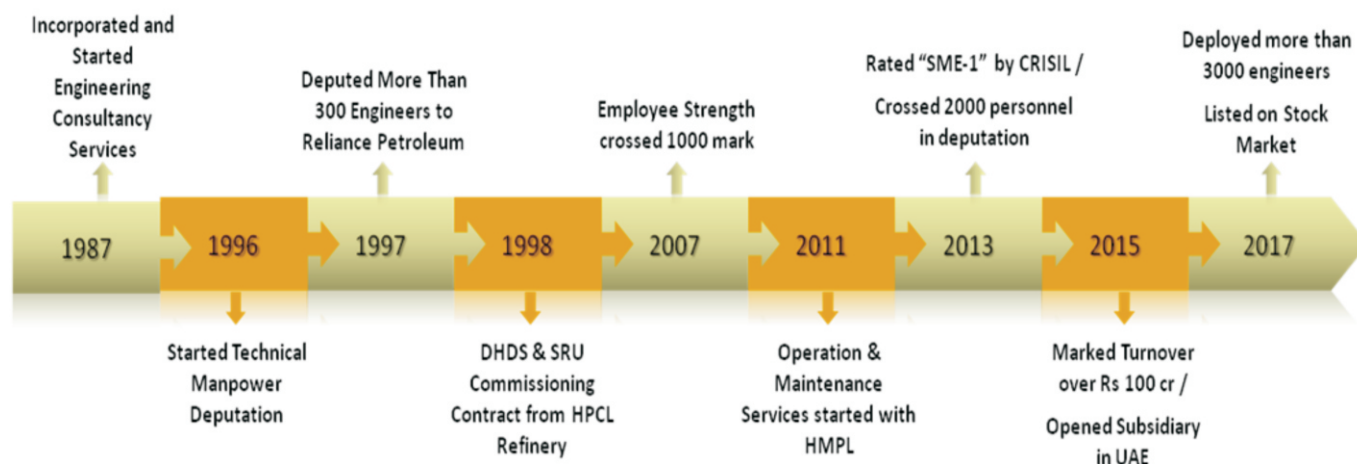 Incorporated and
Started
Engineering
Consultancy
Services
Deputed More Than
300 Engineers to
Reliance Petroleum
Employee Strength
crossed 1000 mark
Rated “SME-1” by CRISIL /
Crossed 2000 personnel
in deputation
Deployed more than
3000 engineers
Listed on Stock
Market
1987
1996
1997
1998
2007
2011
2013
2015
2017
Started Technical
Manpower
Deputation
DHDS & SRU
Commissioning
Contract from HPCL
Refinery
Operation &
Maintenance
Services started with
HMPL
Marked Turnover
over Rs 100 cr /
Opened Subsidiary
in UAE